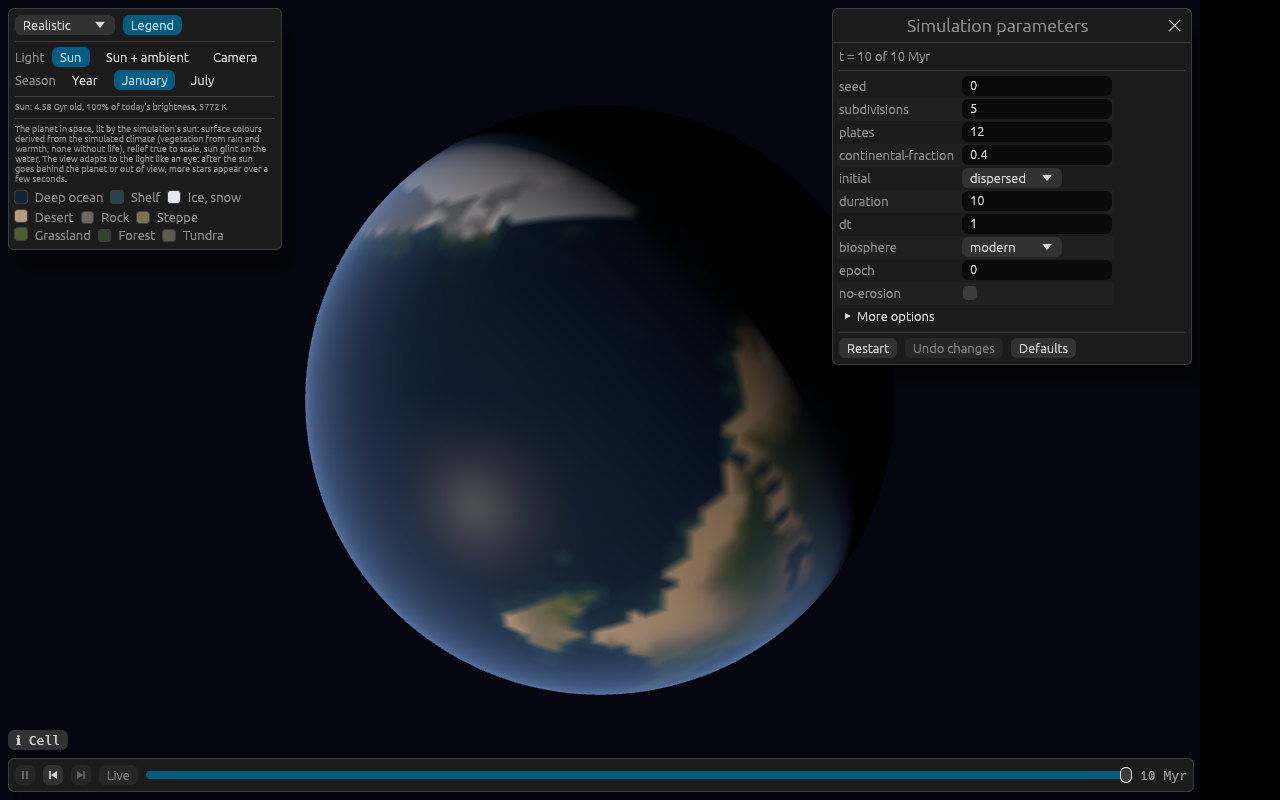 Realistic Legend
Light Sun Sun + ambient Camera
Season Year January July
Sun: 4.58 Gyr old, 100% of today's brightness, 5772 K
The planet in space, lit by the simulation's sun: surface colours
derived from the simulated climate (vegetation from rain and
warmth, none without life), relief true to scale, sun glint on the
water. The view adapts to the light like an eye: after the sun
goes behind the planet or out of view, more stars appear over a
few seconds.
Deep ocean Shelf Ice, snow
Desert Rock Steppe
Grassland Forest Tundra
Simulation parameters
t = 10 of 10 Myr
seed 0
subdivisions 5
plates 12
continental-fraction 0.4
initial dispersed
duration 10
dt 1
biosphere modern
epoch 0
no-erosion
More options
Restart Undo changes Defaults
i Cell
Live 10 Myr